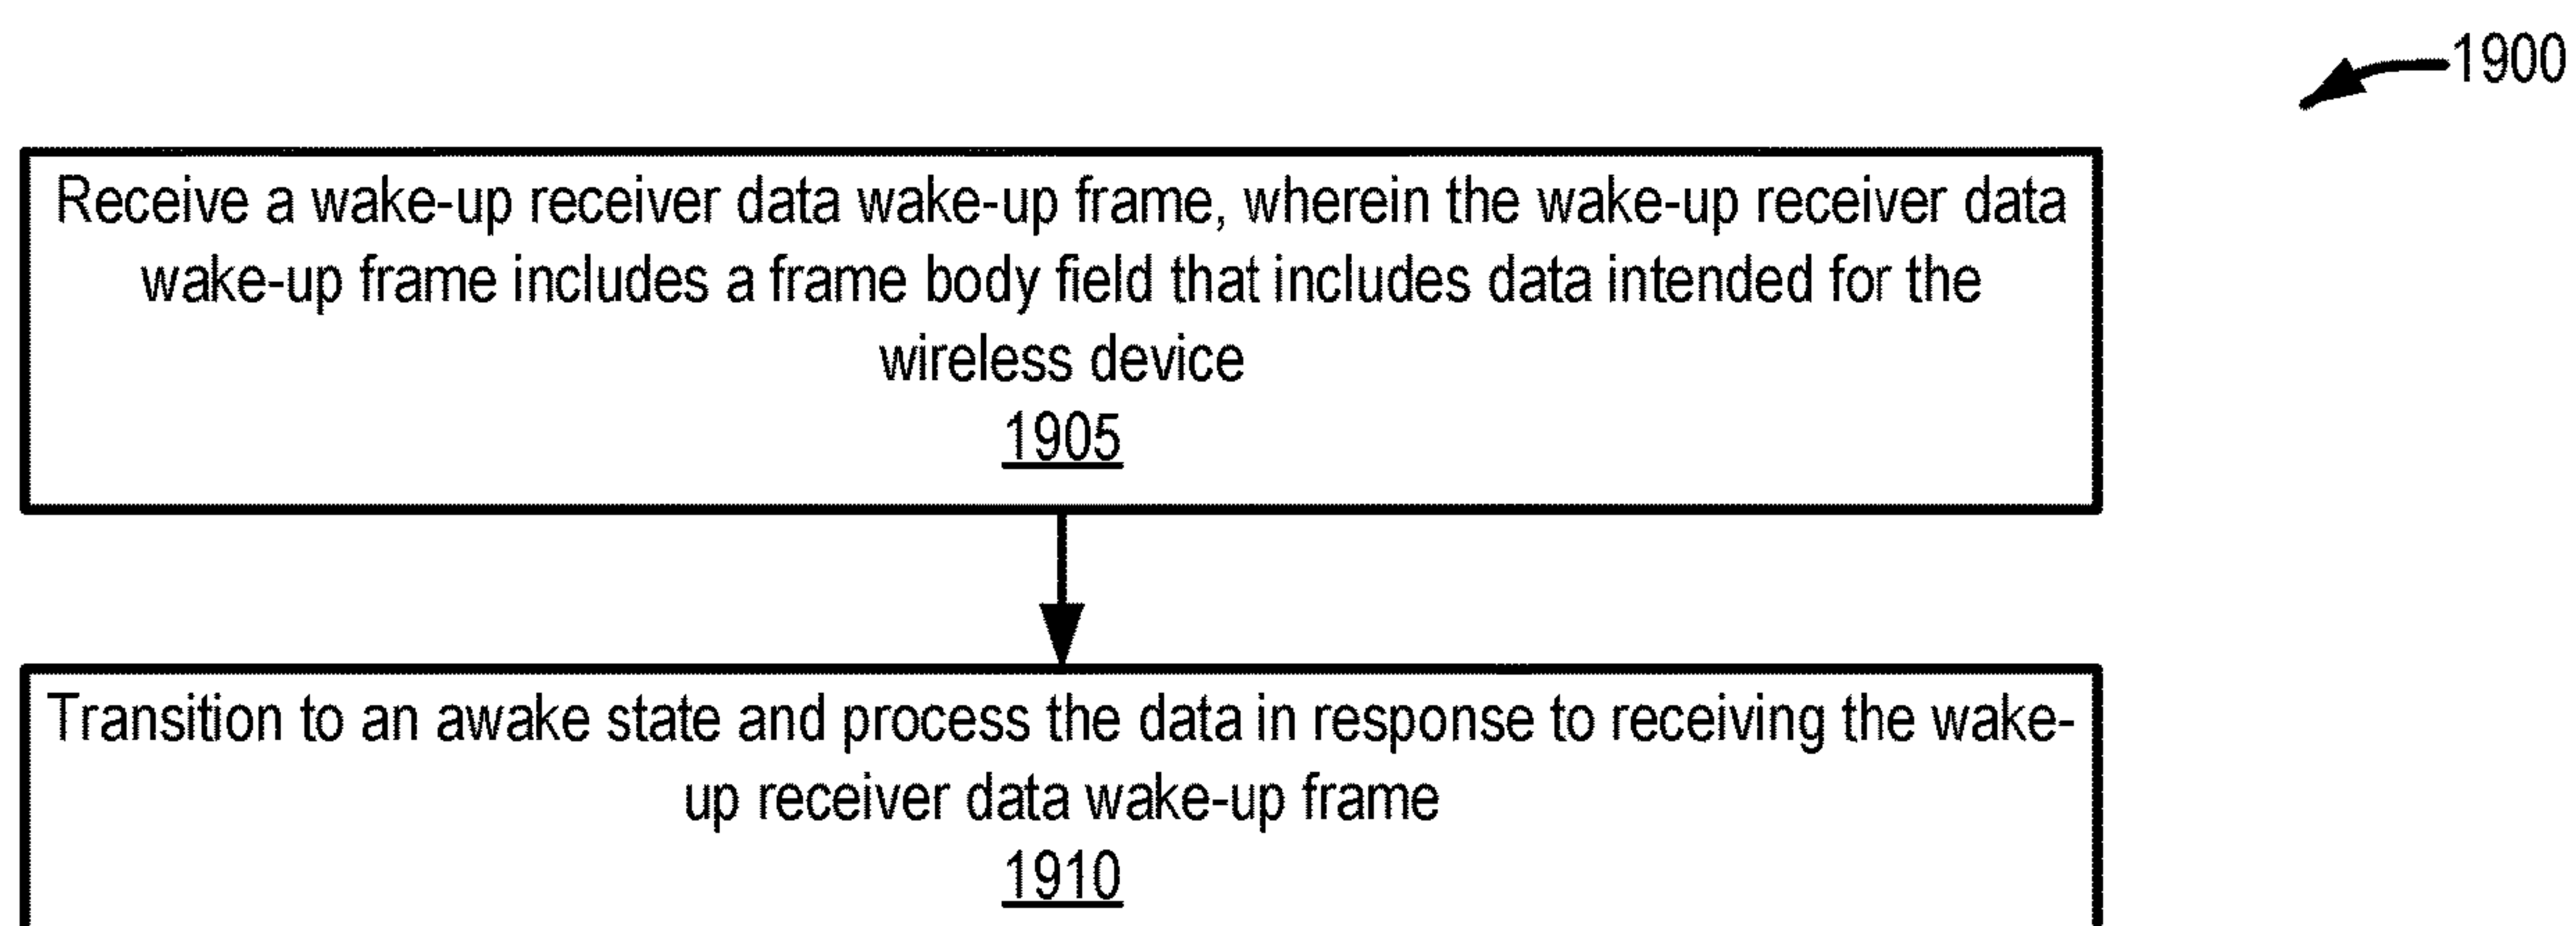 1900
Receive a wake-up receiver data wake-up frame, wherein the wake-up receiver data
wake-up frame includes a frame body field that includes data intended for the
wireless device
1905
Transition to an awake state and process the data in response to receiving the wake-
up receiver data wake-up frame
1910